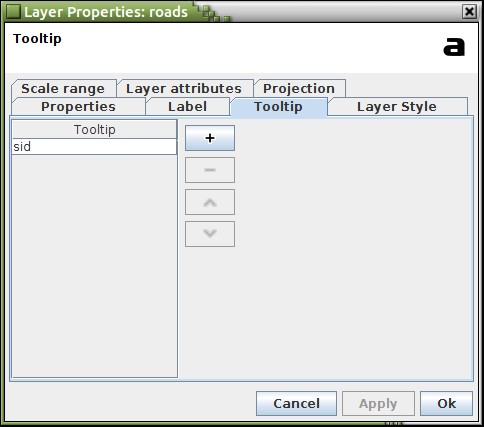 Layer Properties: roads
Tooltip
a
Scale range Layer attributes Projection
Properties Label Tooltip Layer Style
Tooltip
sid
+
−
Cancel Apply Ok